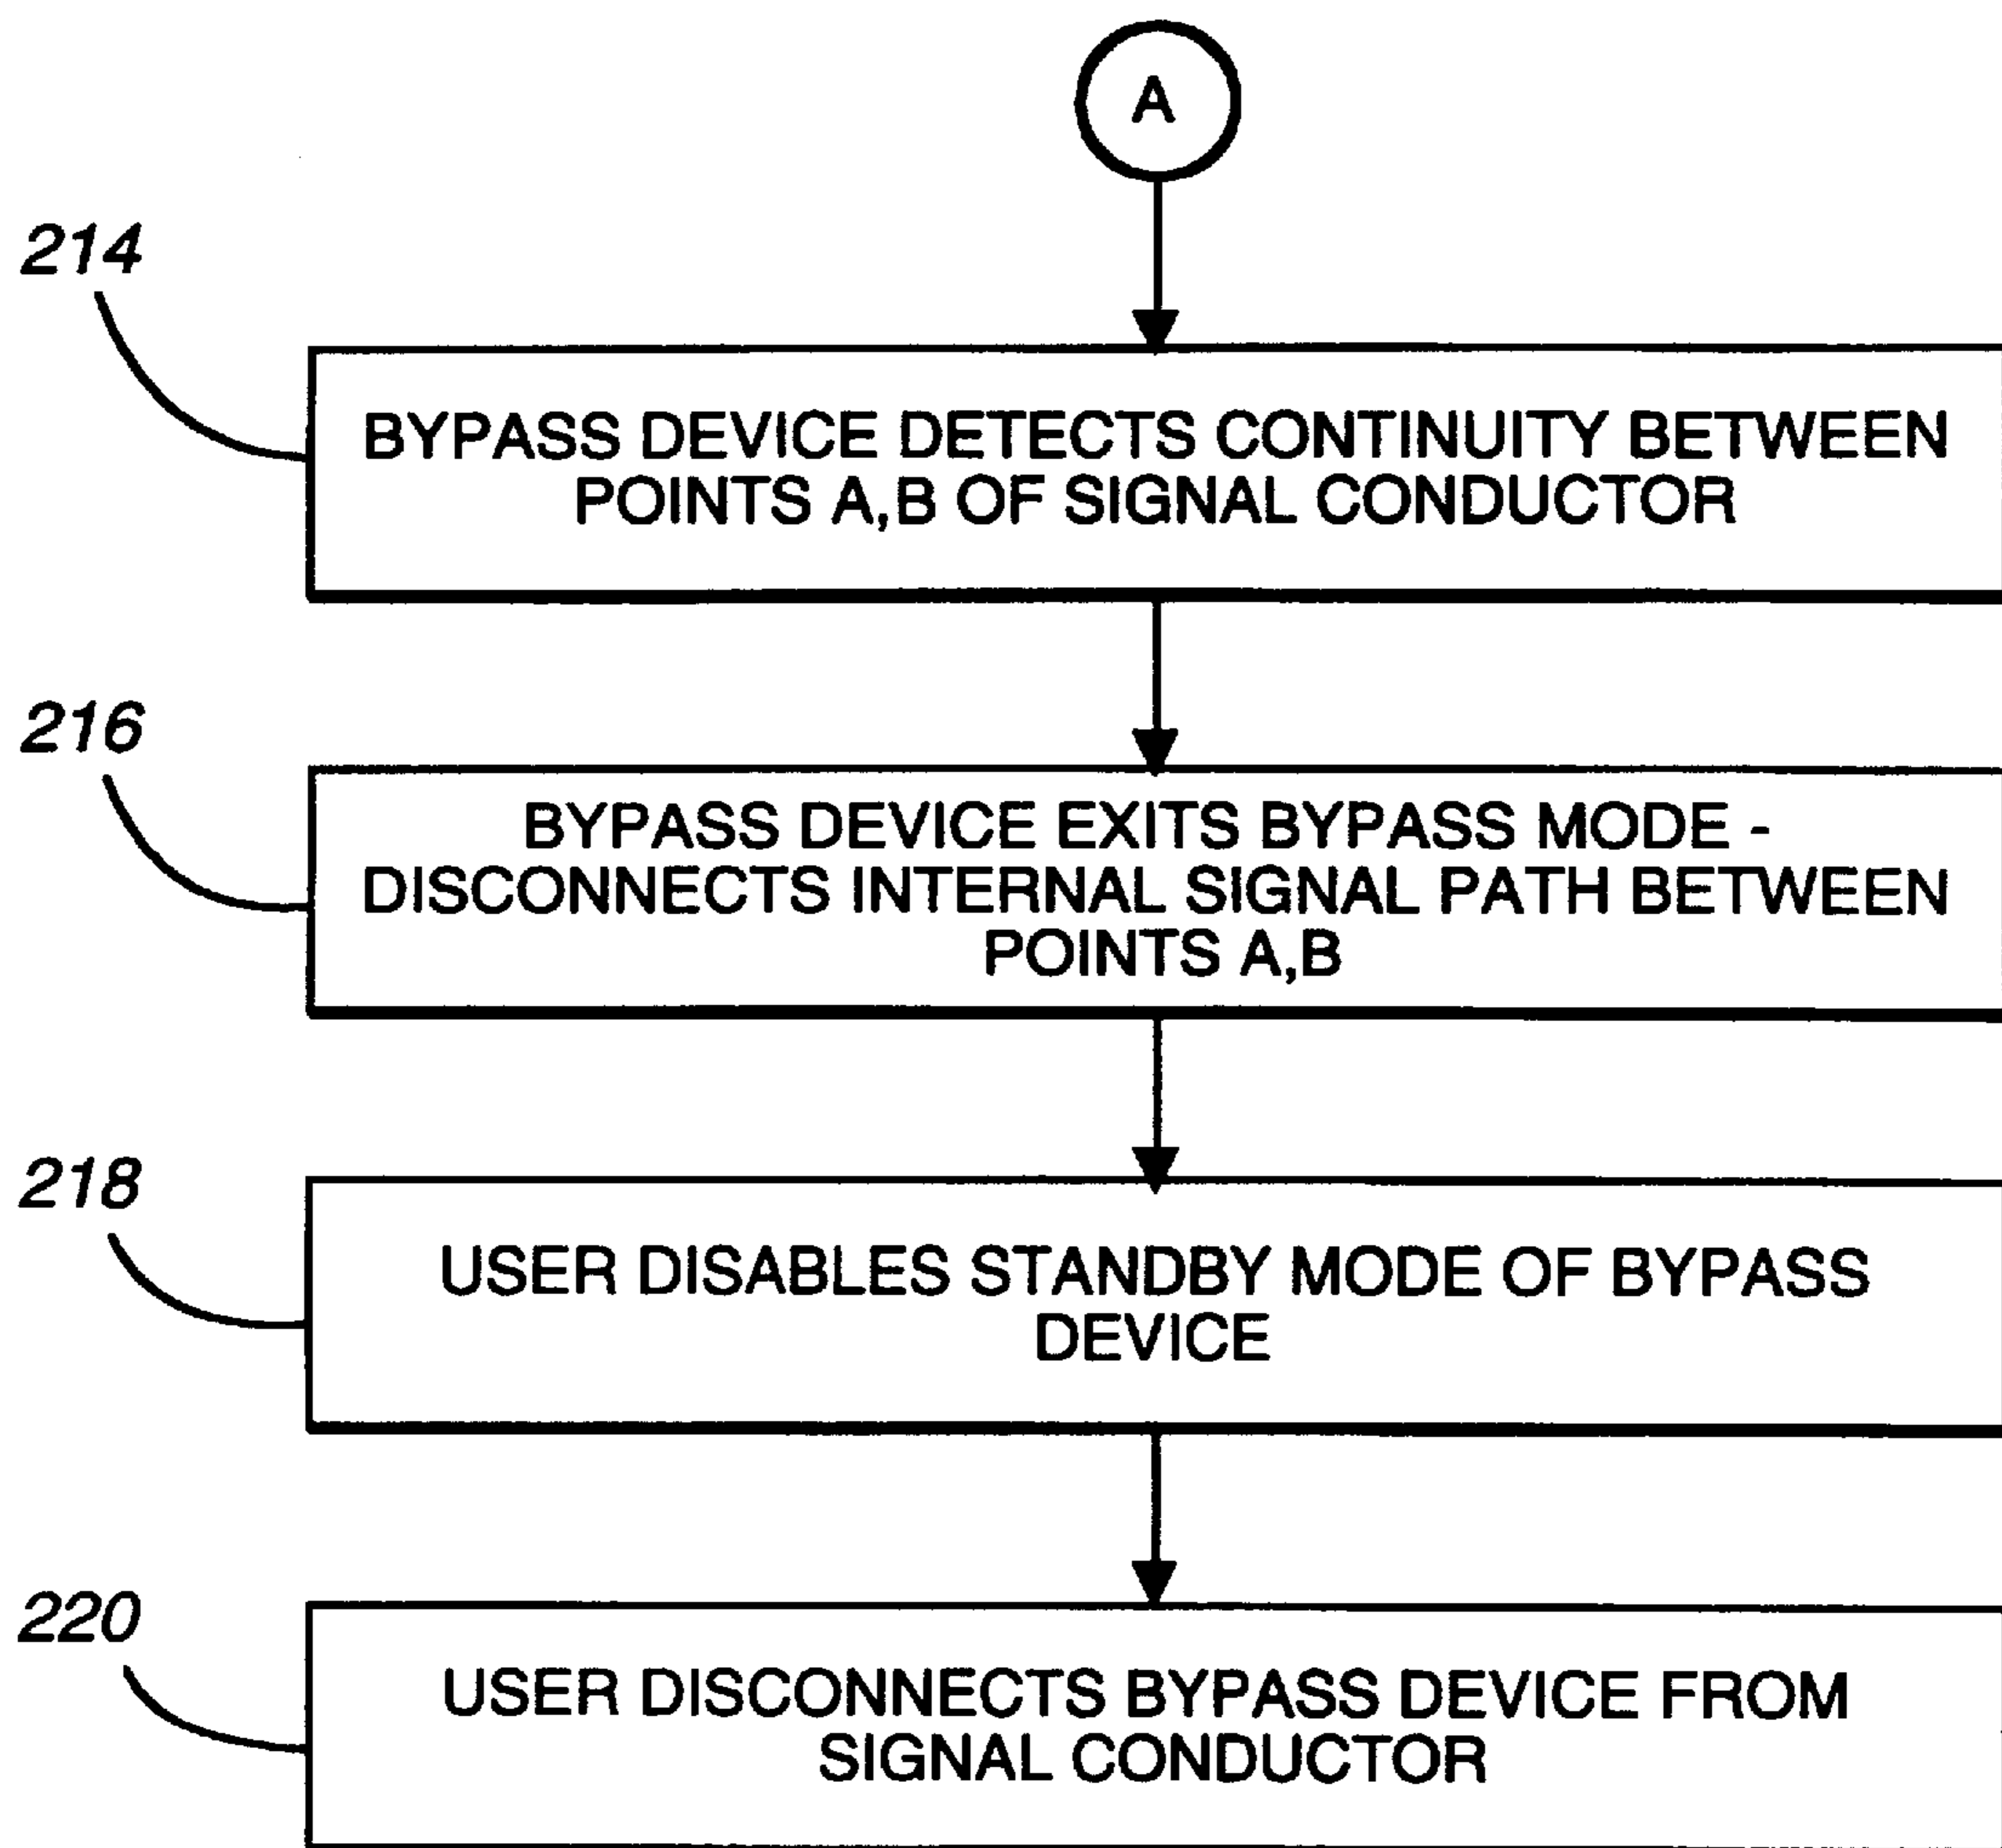 A
214
BYPASS DEVICE DETECTS CONTINUITY BETWEEN
POINTS A,B OF SIGNAL CONDUCTOR
216
BYPASS DEVICE EXITS BYPASS MODE -
DISCONNECTS INTERNAL SIGNAL PATH BETWEEN
POINTS A,B
218
USER DISABLES STANDBY MODE OF BYPASS
DEVICE
220
USER DISCONNECTS BYPASS DEVICE FROM
SIGNAL CONDUCTOR